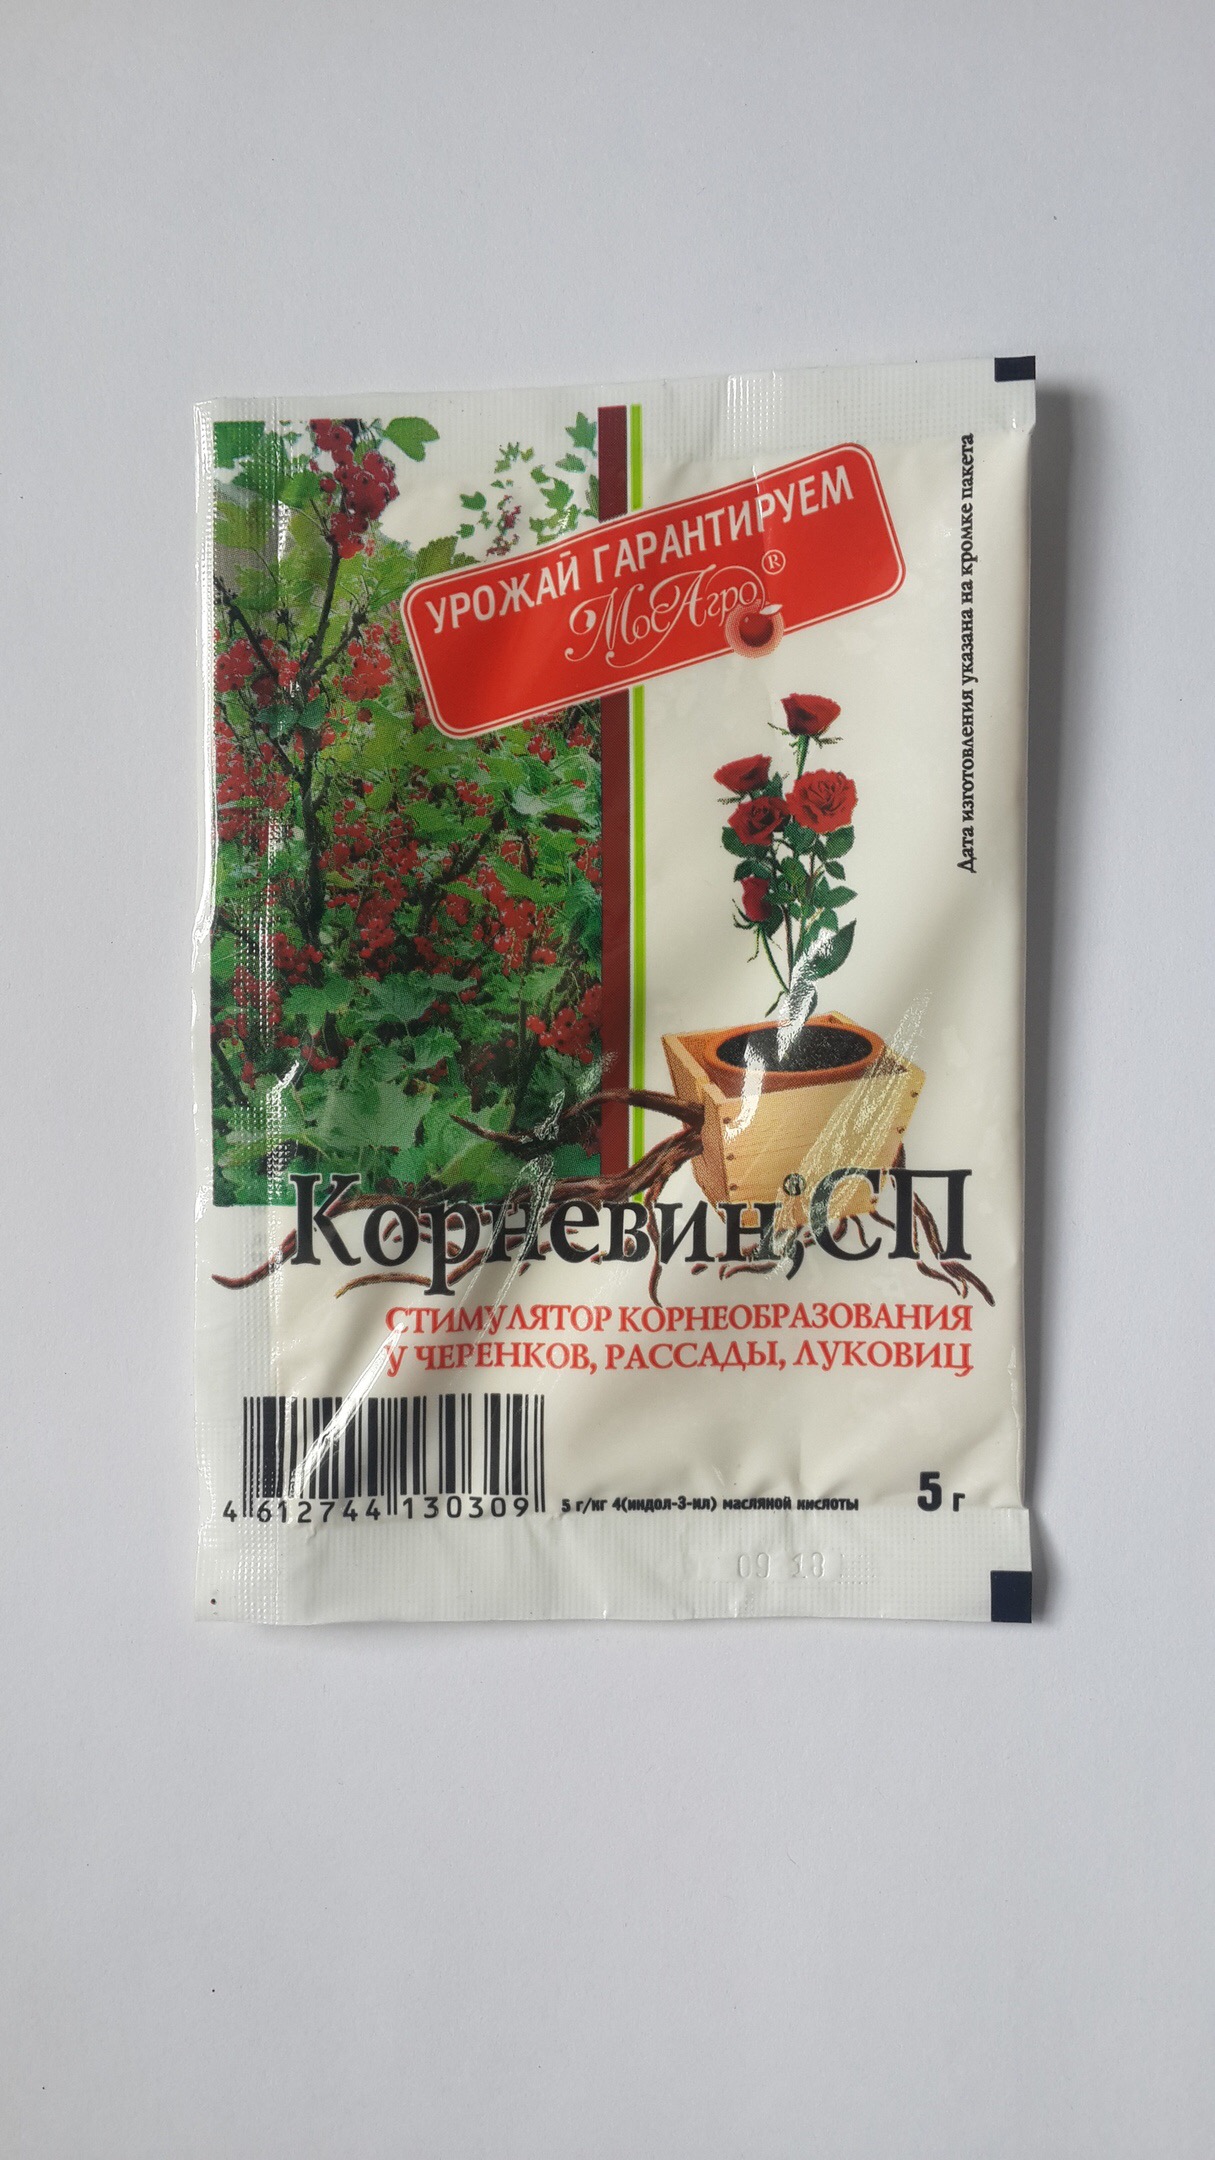 УРОЖАЙ ГАРАНТИРУЕМ
МосАгро®
Дата изготовления указана на кромке пакета
Корневин®, СП
СТИМУЛЯТОР КОРНЕОБРАЗОВАНИЯ
У ЧЕРЕНКОВ, РАССАДЫ, ЛУКОВИЦ
4 612744 130309
5 г/кг 4(индол-3-ил) масляной кислоты
5 г
09 18